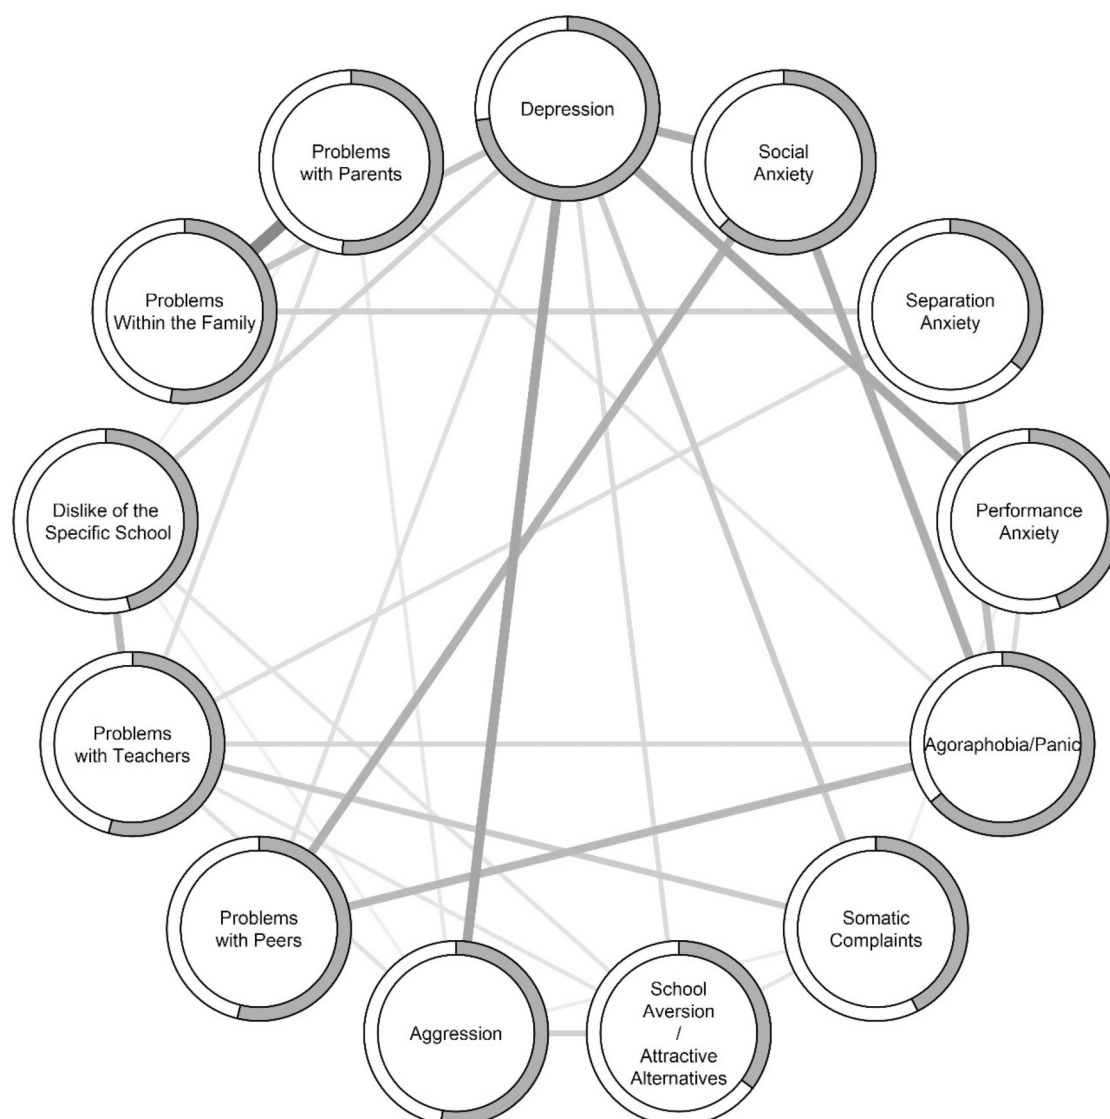 Depression
Problems
with Parents
Social
Anxiety
Problems
Within the Family
Separation
Anxiety
Dislike of the
Specific School
Performance
Anxiety
Problems
with Teachers
Agoraphobia/Panic
Problems
with Peers
Somatic
Complaints
Aggression
School
Aversion
/
Attractive
Alternatives